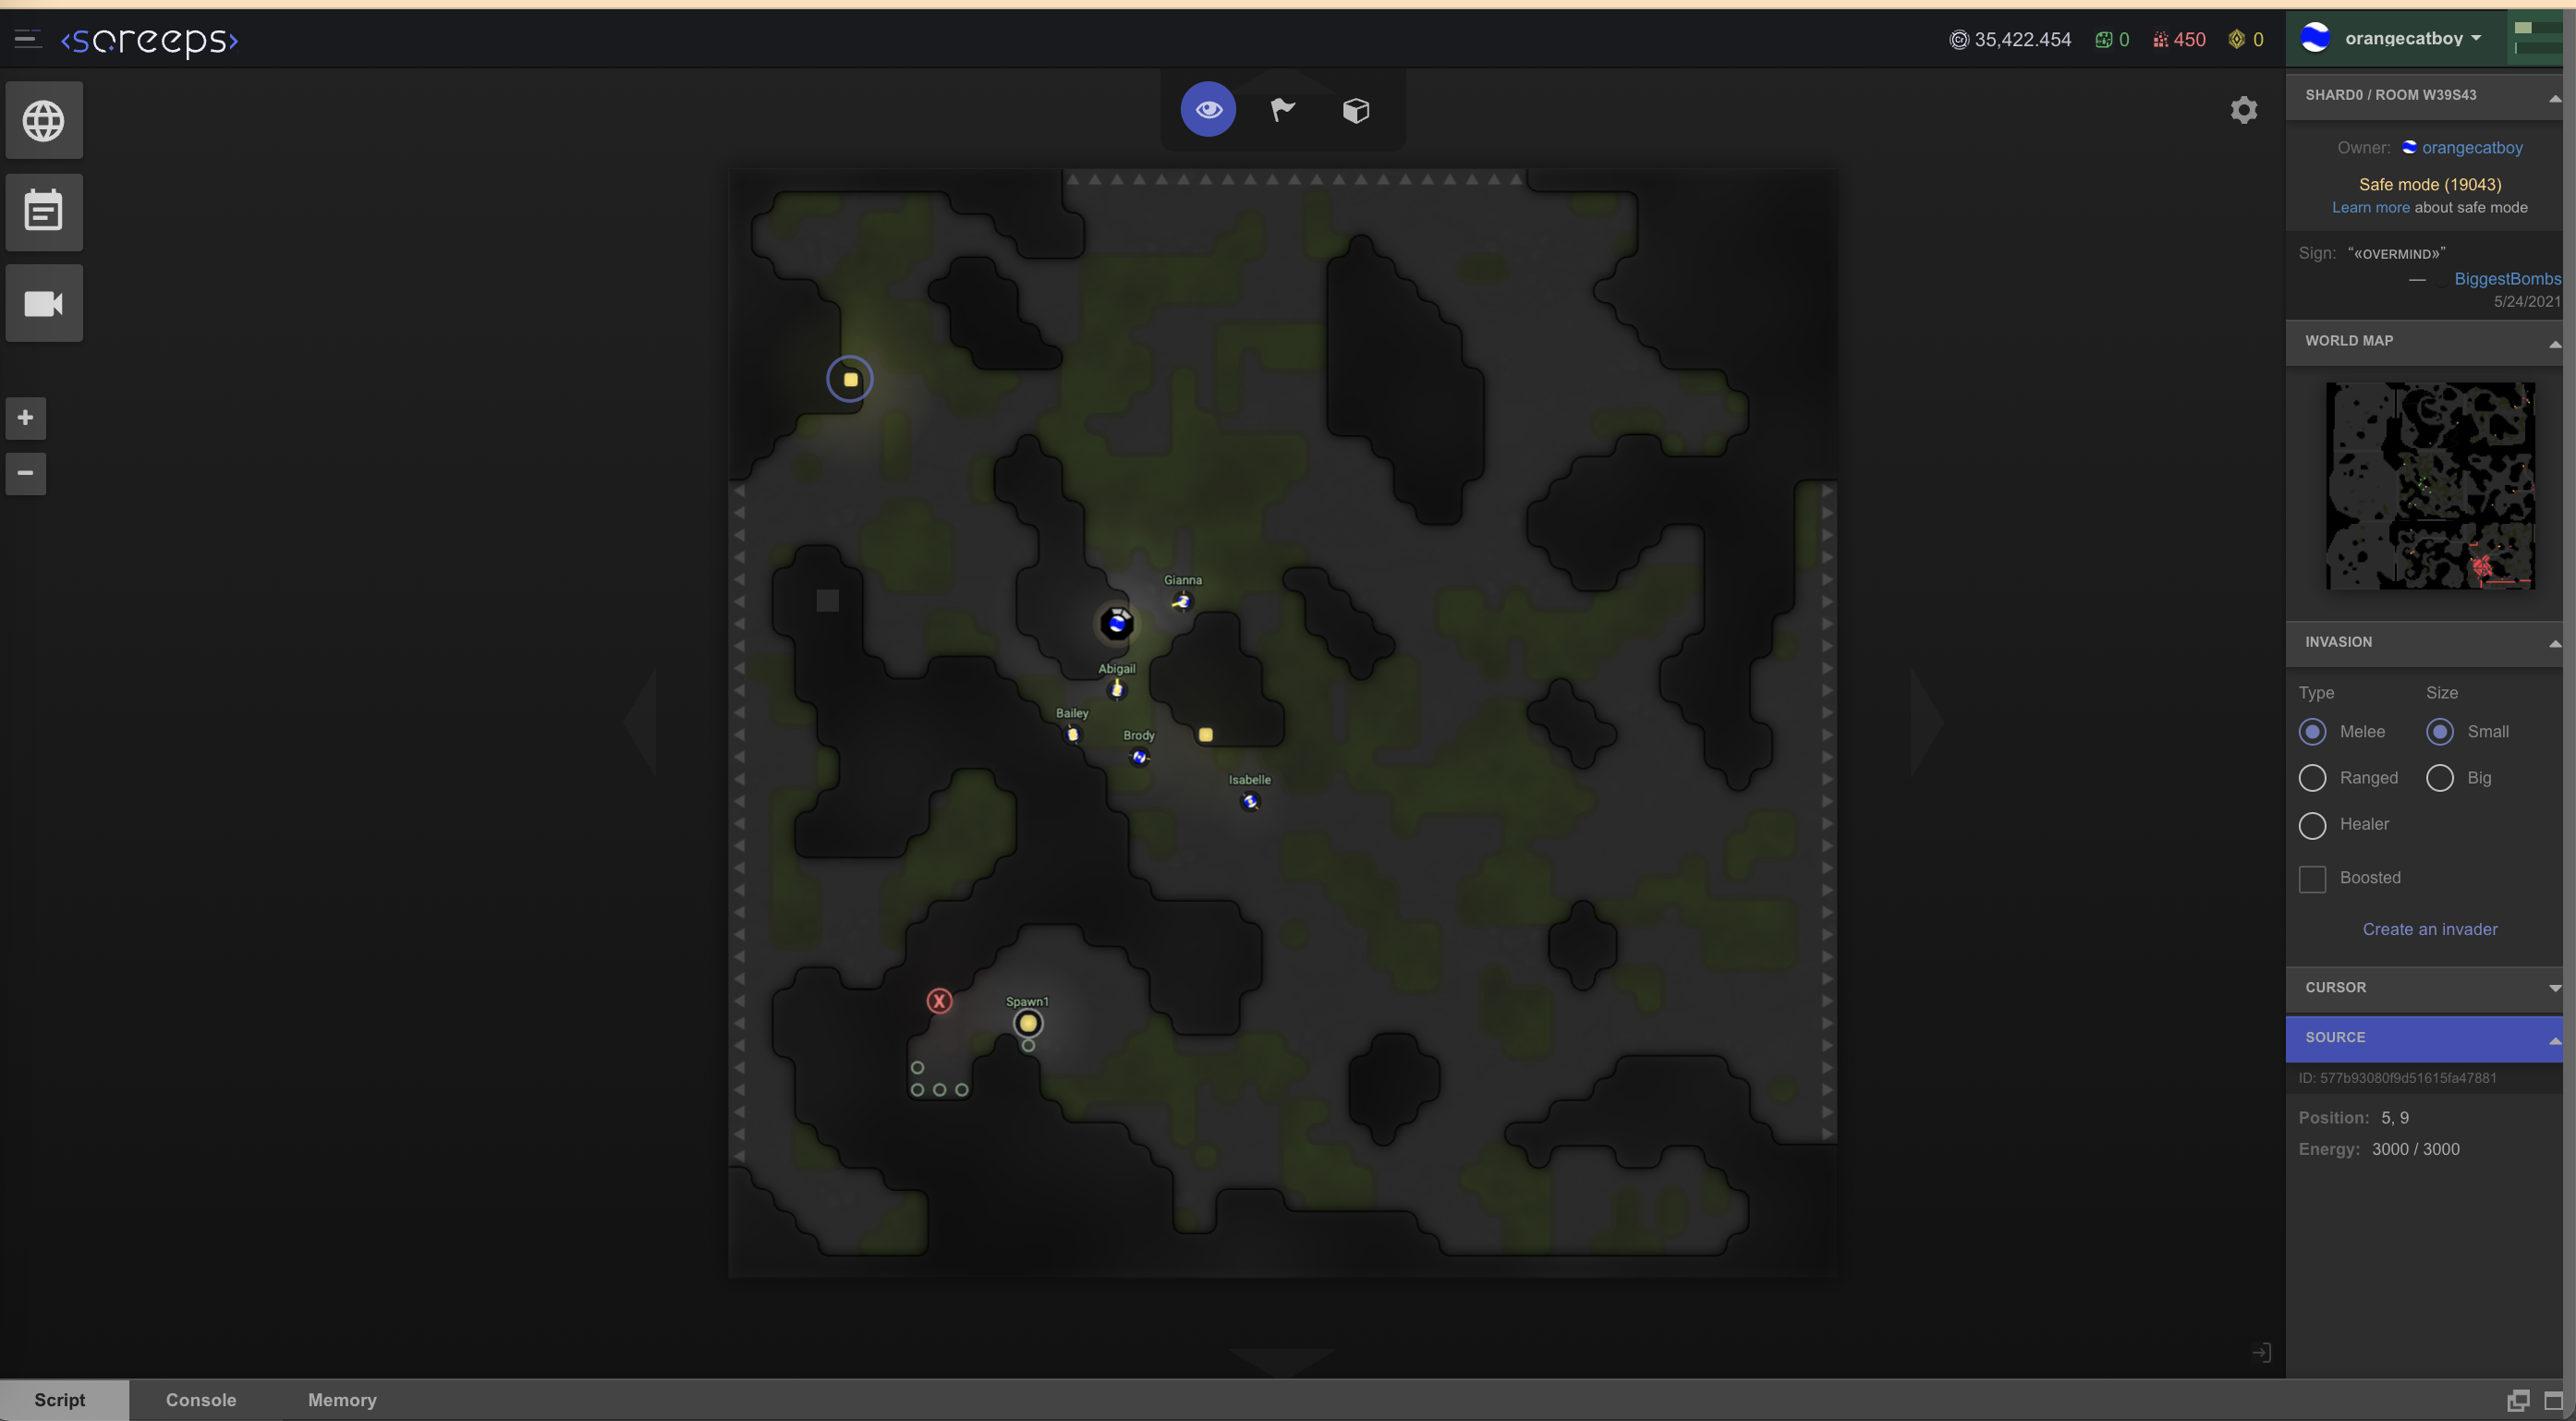 <screeps>
35,422.454
0
450
0
orangecatboy
SHARD0 / ROOM W39S43
Owner: orangecatboy
Safe mode (19043)
Learn more about safe mode
Sign: “«OVERMIND»”
— BiggestBombs
5/24/2021
WORLD MAP
INVASION
Type Size
Melee Small
Ranged Big
Healer
Boosted
Create an invader
CURSOR
SOURCE
ID: 577b93080f9d51615fa47881
Position: 5, 9
Energy: 3000 / 3000
Gianna
Abigail
Bailey
Brody
Isabelle
X
Spawn1
Script Console Memory